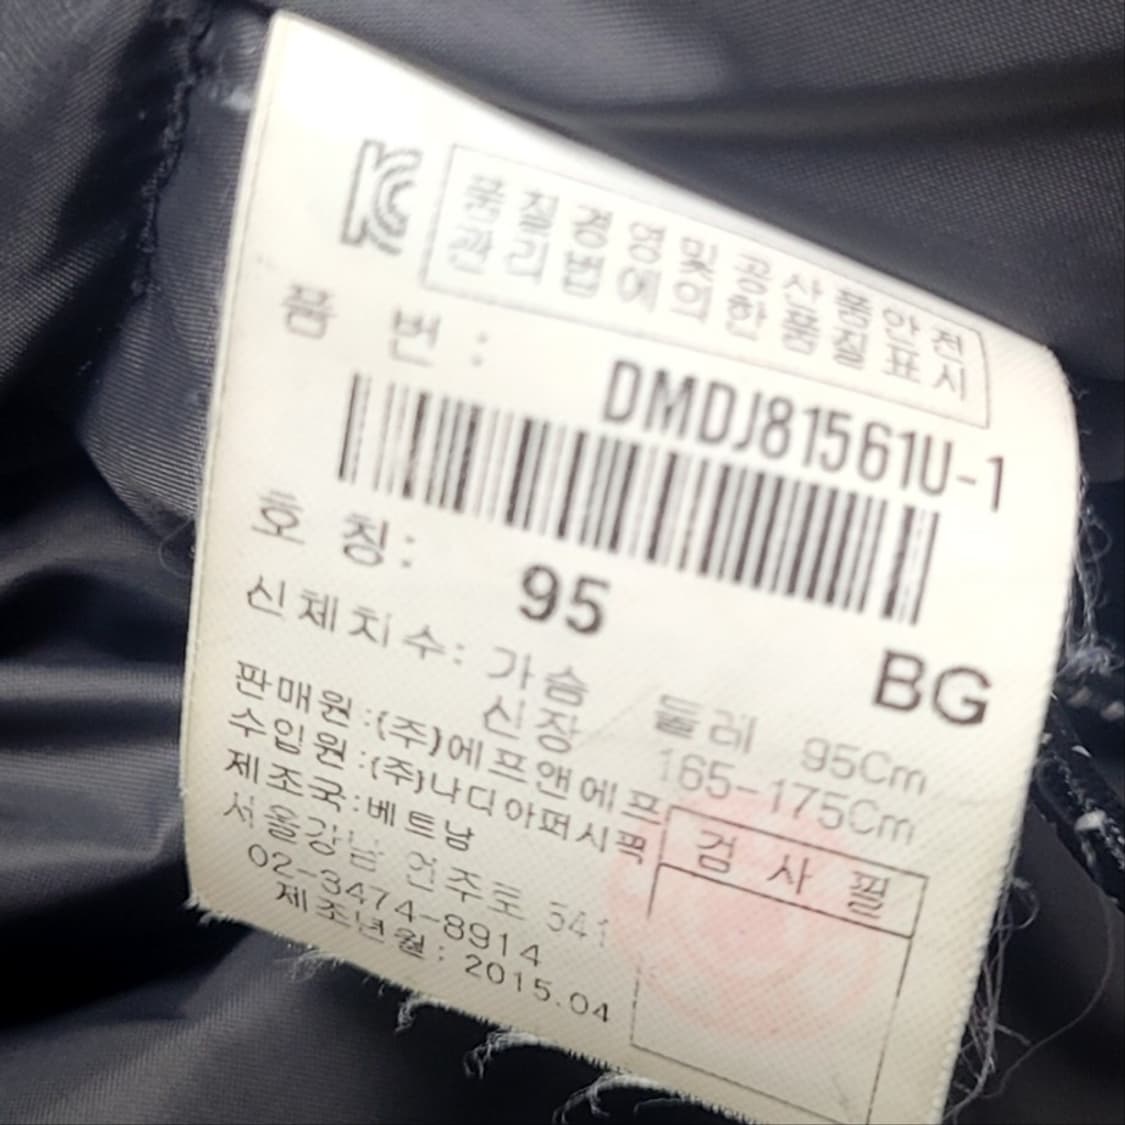 KC
품질경영및공산품안전
관리법에의한품질표시
품 번 :
DMDJ81561U-1
호 칭: 95
BG
신체치수: 가슴 둘레 95Cm
신장 165-175Cm
판매원:(주)에프앤에프
수입원:(주)나디아퍼시픽
제조국:베트남
서울강남 언주로 541
02-3474-8914
제조년월: 2015.04
검 사 필